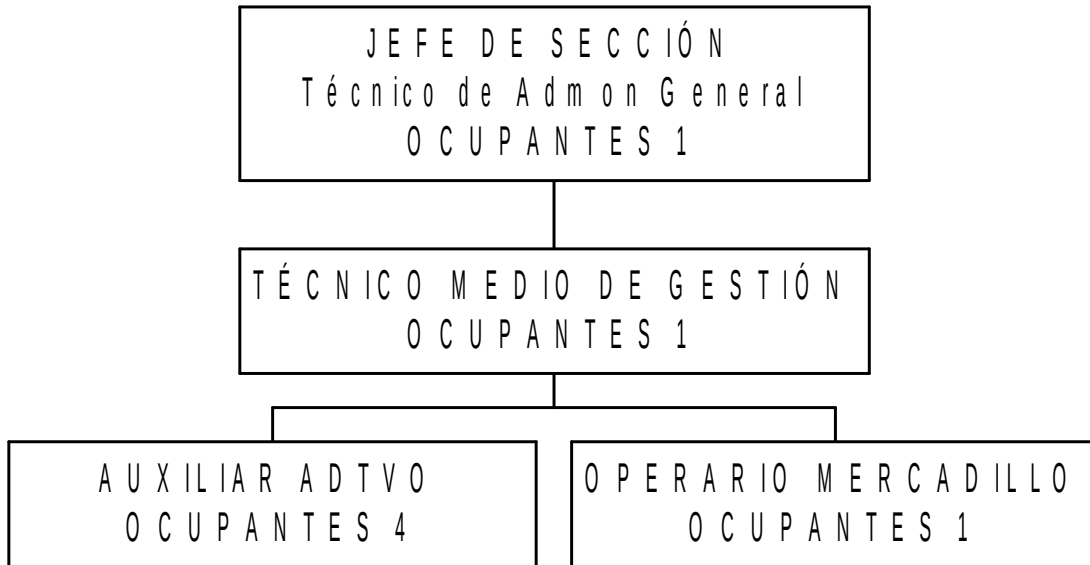 JEFE DE SECCIÓN
Técnico de Admon General
OCUPANTES 1
TÉCNICO MEDIO DE GESTIÓN
OCUPANTES 1
AUXILIAR ADTVO
OCUPANTES 4
OPERARIO MERCADILLO
OCUPANTES 1